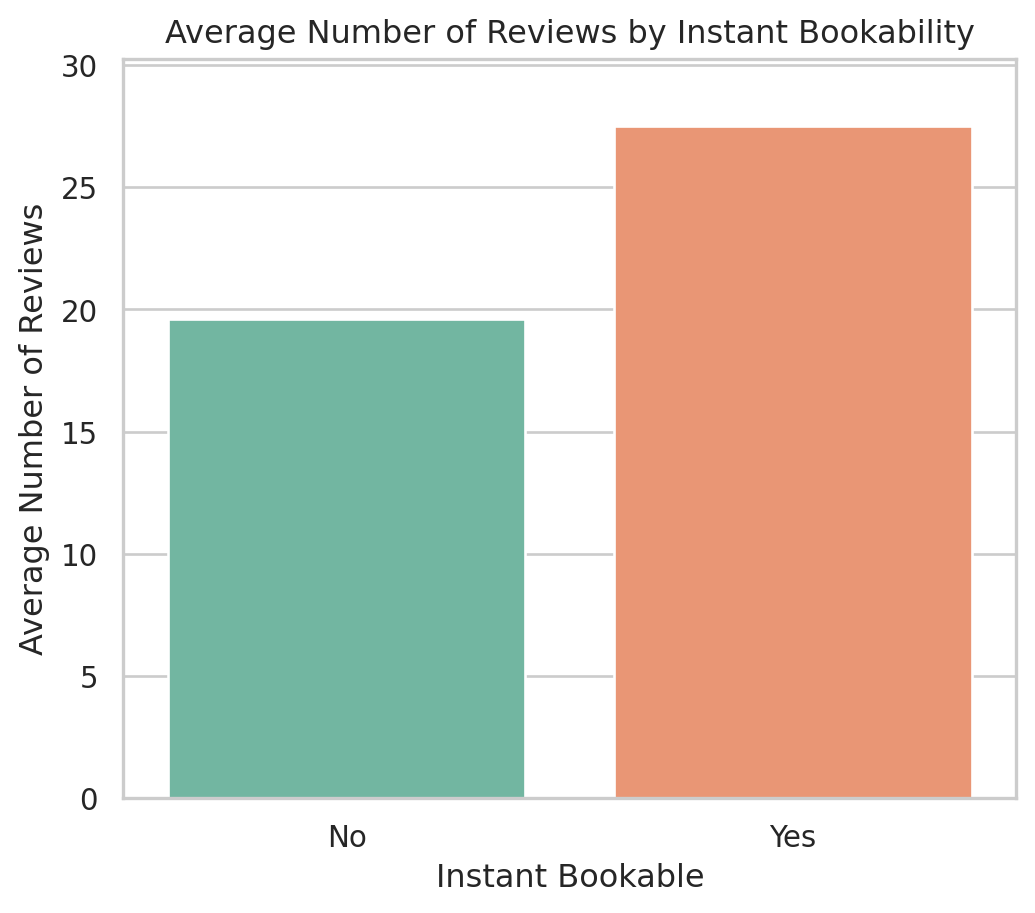 Average Number of Reviews by Instant Bookability
Average Number of Reviews
30
25
20
15
10
5
0
No
Yes
Instant Bookable